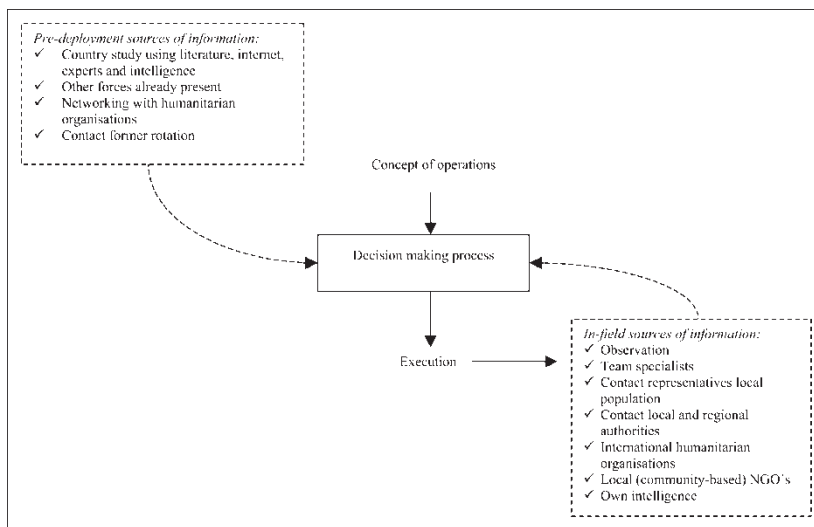 Pre-deployment sources of information:
✓ Country study using literature, internet,
experts and intelligence
✓ Other forces already present
✓ Networking with humanitarian
organisations
✓ Contact former rotation
Concept of operations
Decision making process
Execution
In-field sources of information:
✓ Observation
✓ Team specialists
✓ Contact representatives local
population
✓ Contact local and regional
authorities
✓ International humanitarian
organisations
✓ Local (community-based) NGO´s
✓ Own intelligence